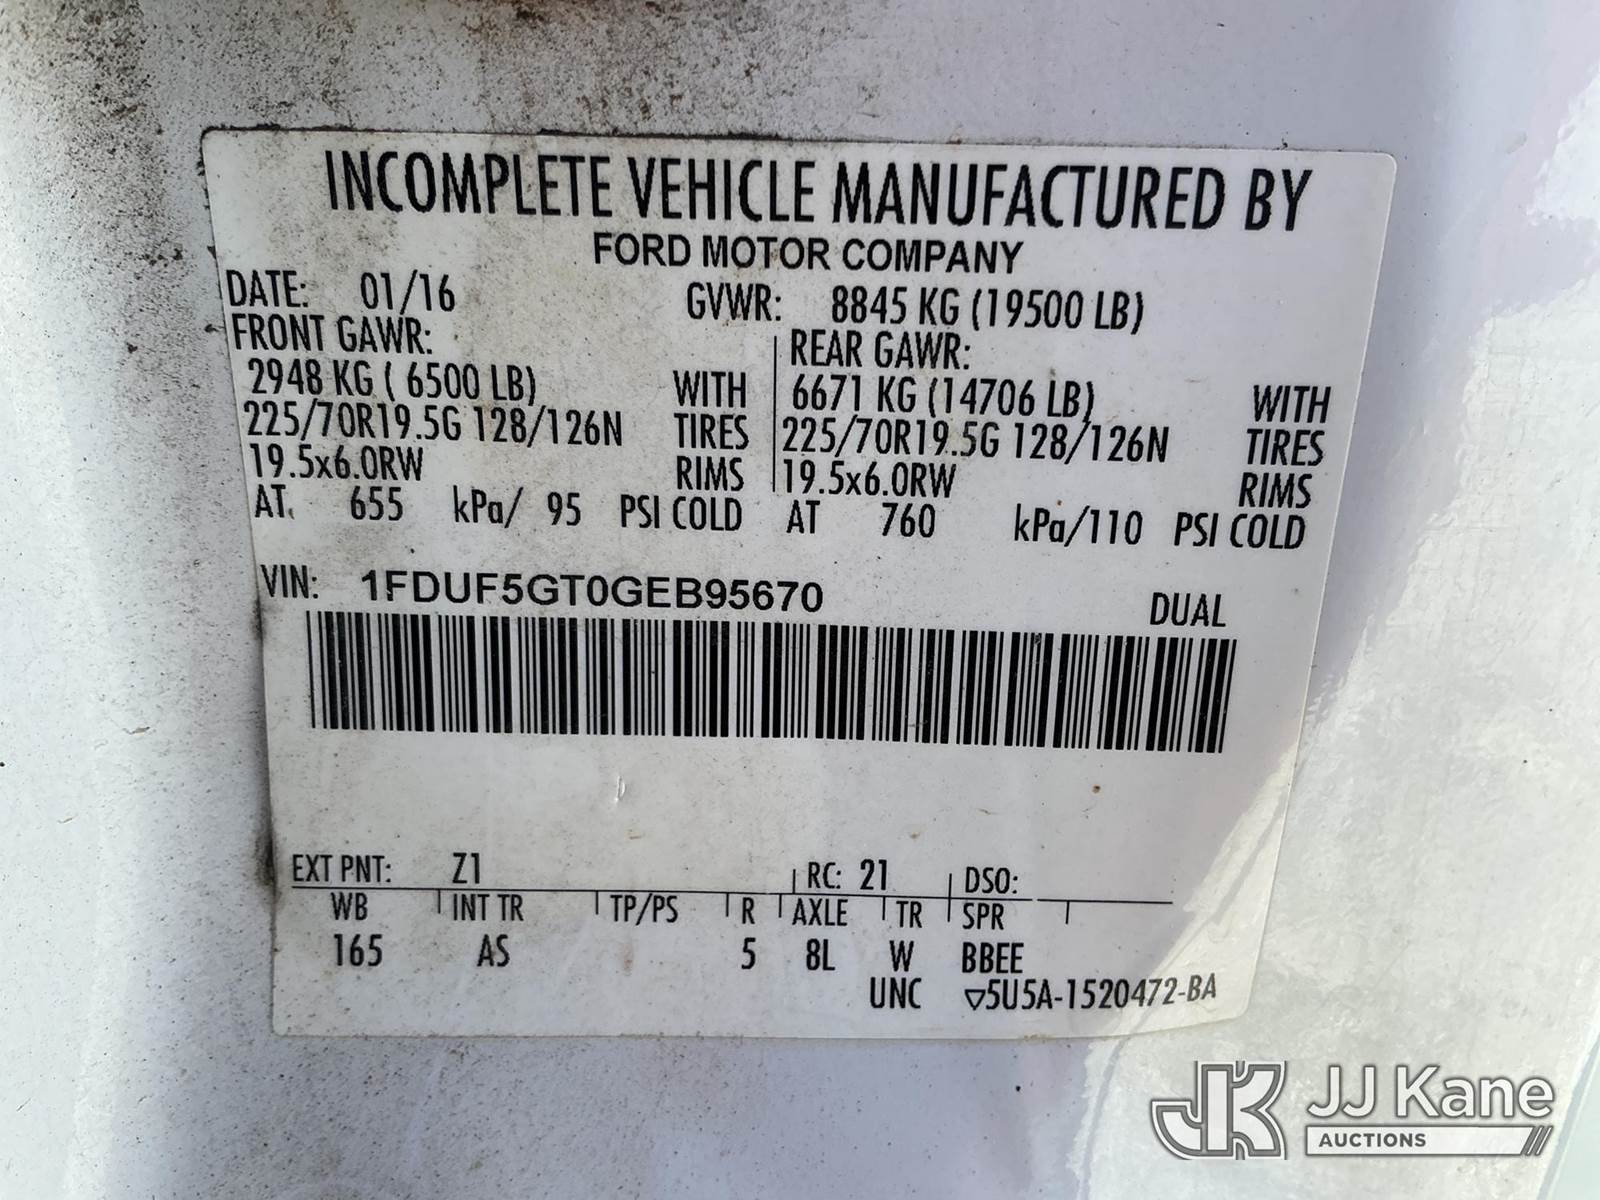 INCOMPLETE VEHICLE MANUFACTURED BY
FORD MOTOR COMPANY
DATE: 01/16 GVWR: 8845 KG (19500 LB)
FRONT GAWR: REAR GAWR:
2948 KG ( 6500 LB) WITH 6671 KG (14706 LB) WITH
225/70R19.5G 128/126N TIRES 225/70R19.5G 128/126N TIRES
19.5x6.0RW RIMS 19.5x6.0RW RIMS
AT 655 kPa/ 95 PSI COLD AT 760 kPa/110 PSI COLD
VIN: 1FDUF5GT0GEB95670 DUAL
EXT PNT: Z1 RC: 21 DSO:
WB INT TR TP/PS R AXLE TR SPR
165 AS 5 8L W BBEE
UNC ▽5U5A-1520472-BA
JK JJ Kane
AUCTIONS